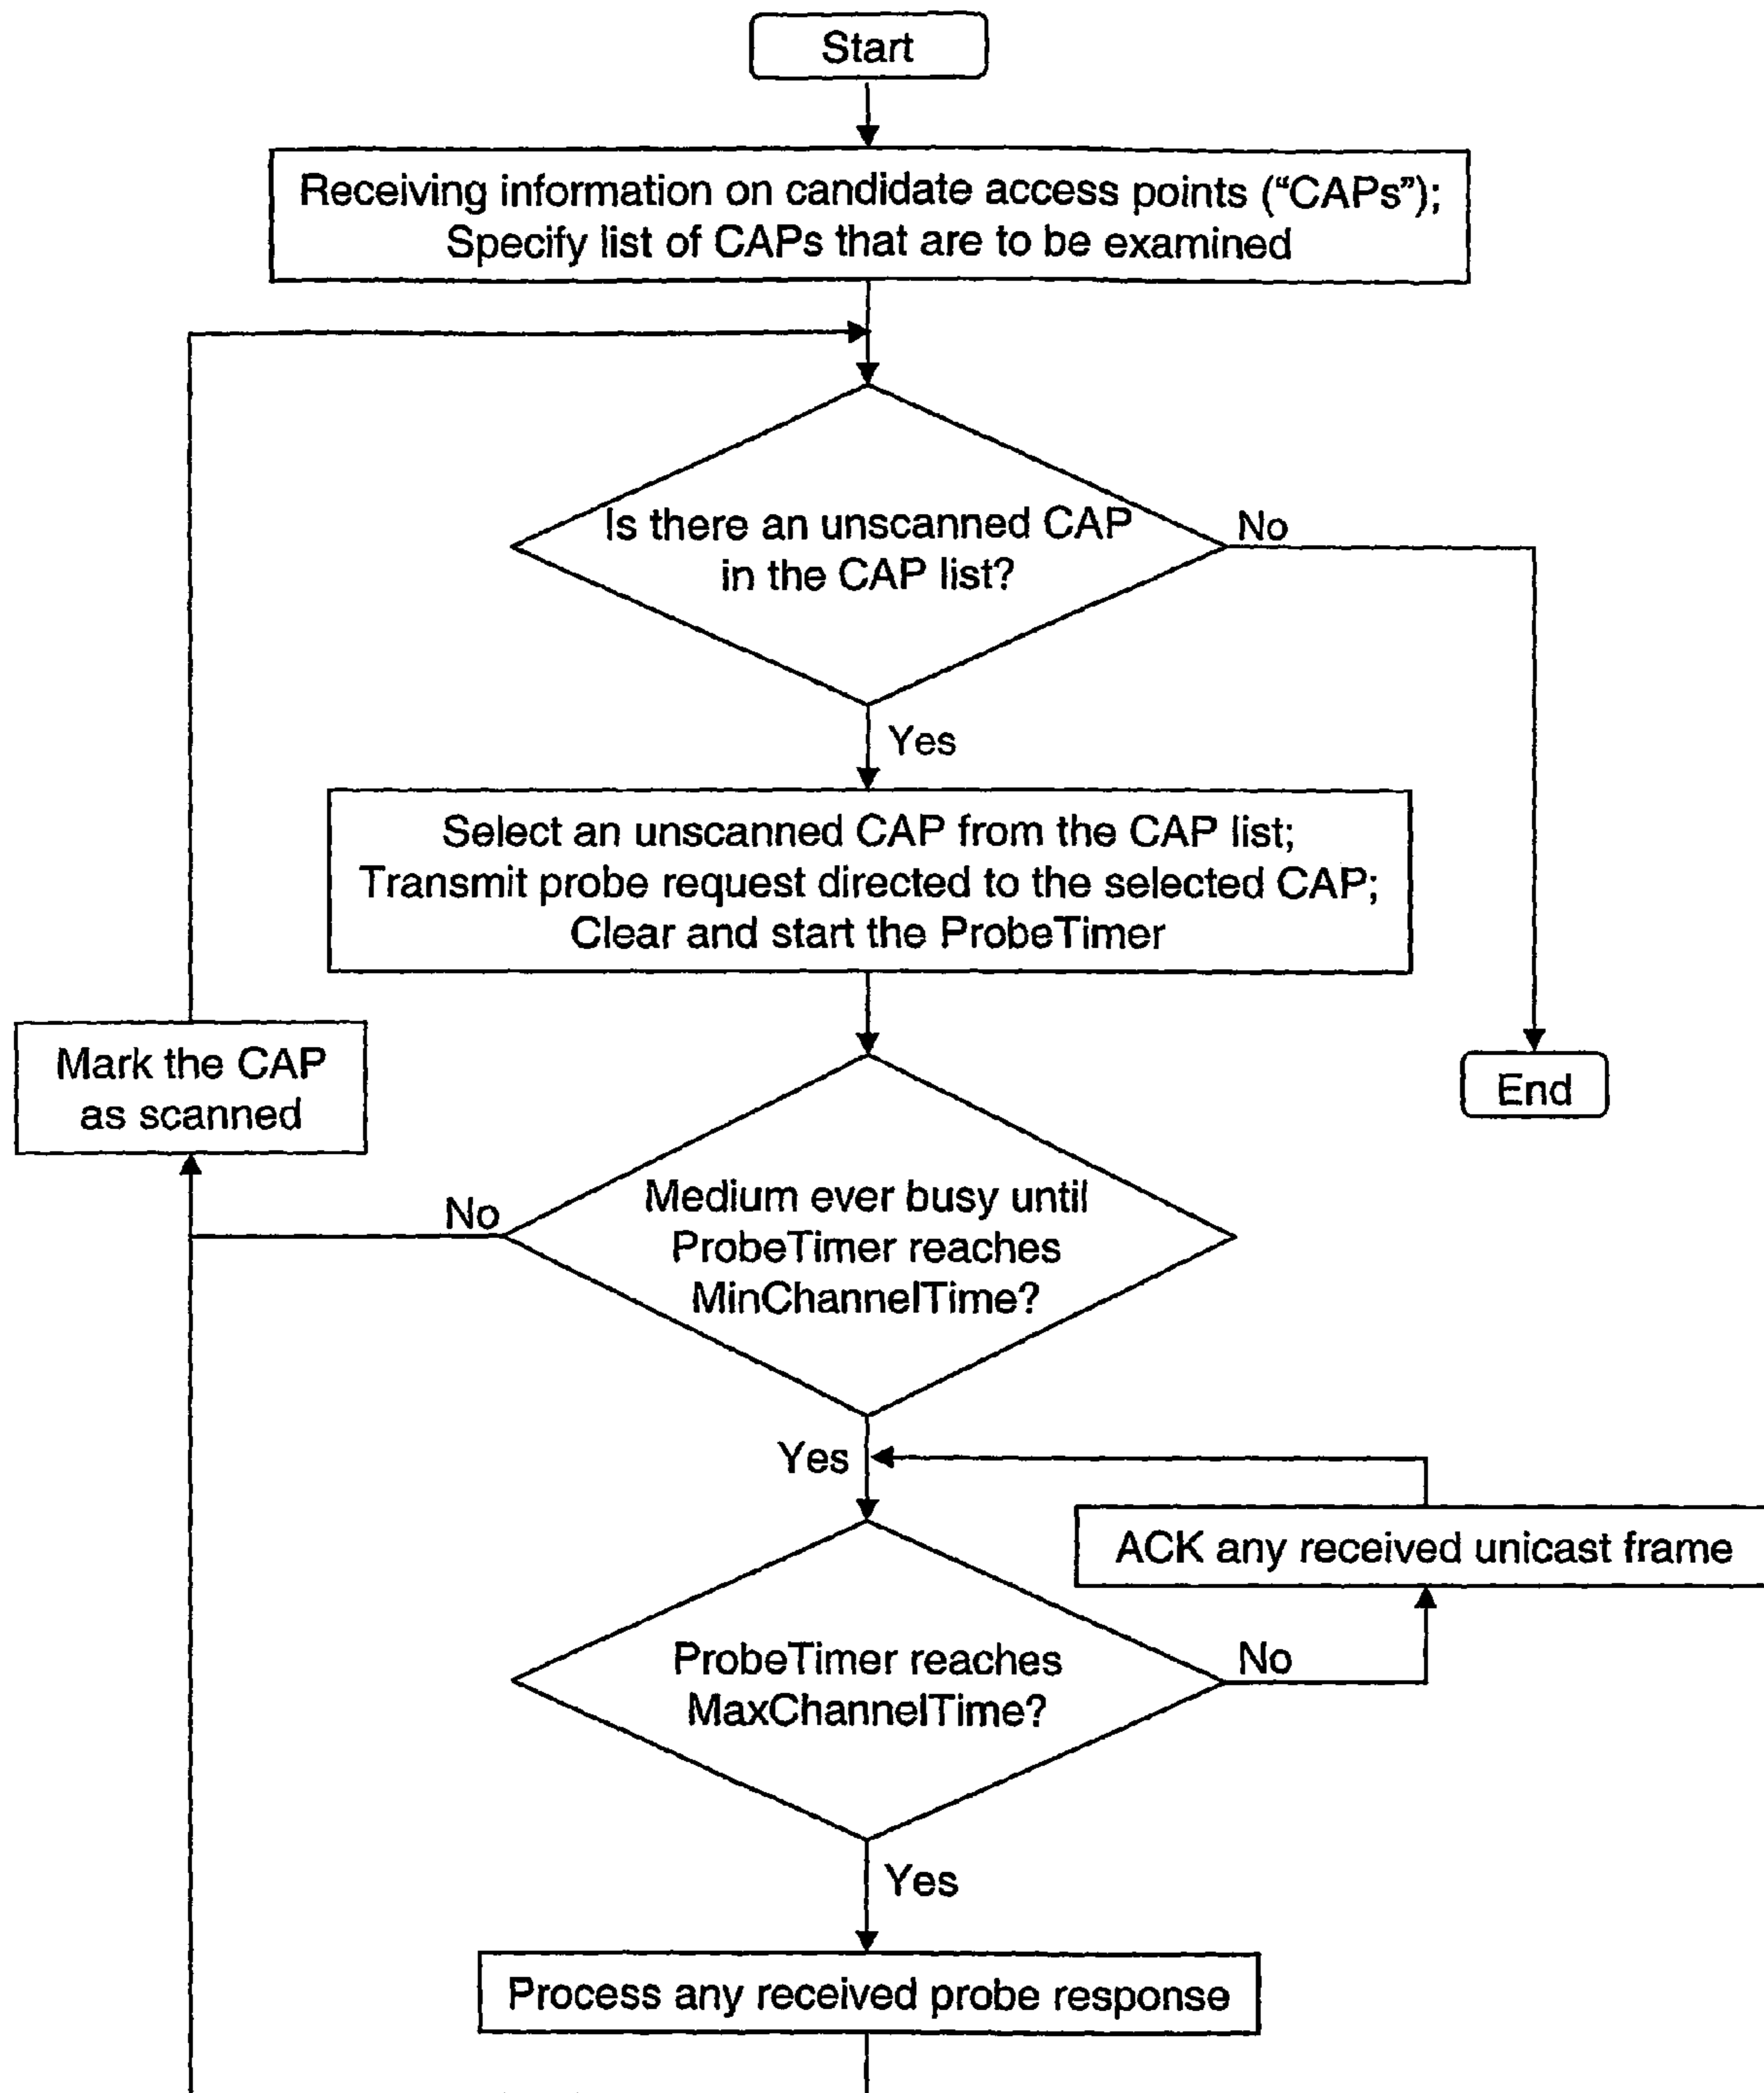 Start
Receiving information on candidate access points (“CAPs”);
Specify list of CAPs that are to be examined
Is there an unscanned CAP
in the CAP list?
No
Yes
Select an unscanned CAP from the CAP list;
Transmit probe request directed to the selected CAP;
Clear and start the ProbeTimer
Mark the CAP
as scanned
End
No
Medium ever busy until
ProbeTimer reaches
MinChannelTime?
Yes
ACK any received unicast frame
ProbeTimer reaches
MaxChannelTime?
No
Yes
Process any received probe response